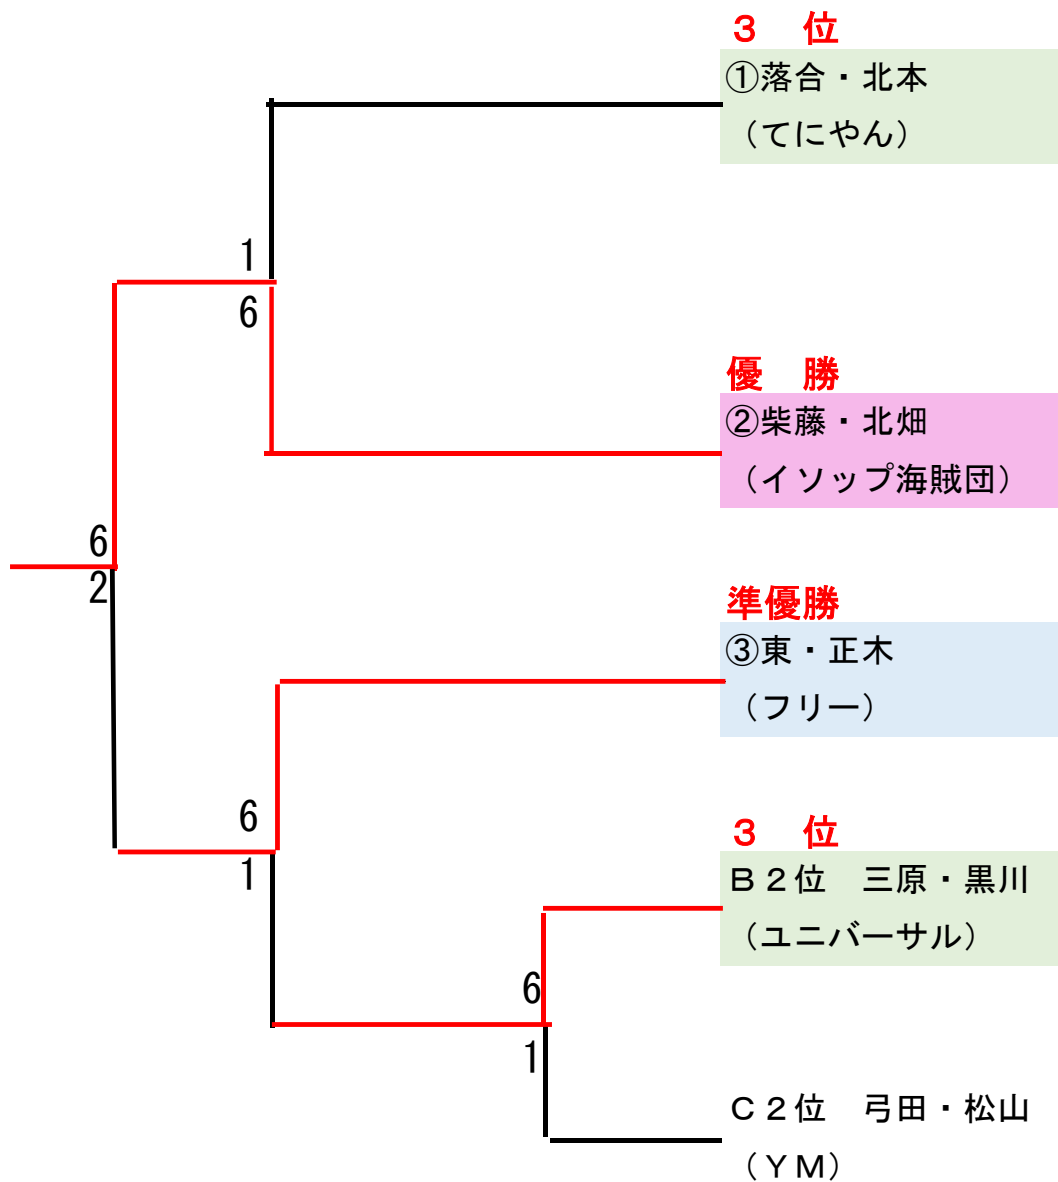 ３　位
①落合・北本
（てにやん）
1
6
優　勝
②柴藤・北畑
（イソップ海賊団）
6
2
準優勝
③東・正木
（フリー）
6
1
３　位
Ｂ２位　三原・黒川
（ユニバーサル）
6
1
Ｃ２位　弓田・松山
（ＹＭ）